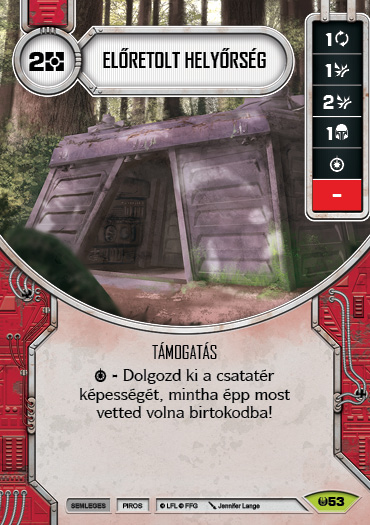 2
ELŐRETOLT HELYŐRSÉG
1
1
2
1
-
TÁMOGATÁS
- Dolgozd ki a csatatér
képességét, mintha épp most
vetted volna birtokodba!
SEMLEGES PIROS © LFL © FFG Jennifer Lange
53